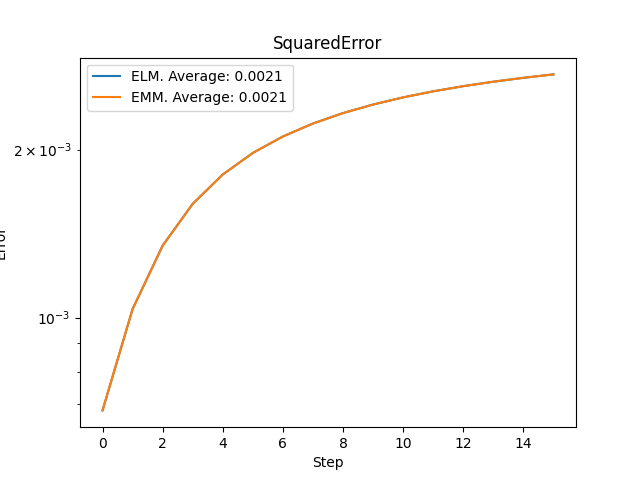 SquaredError
ELM. Average: 0.0021
EMM. Average: 0.0021
2 × 10⁻³
10⁻³
Error
0 2 4 6 8 10 12 14
Step